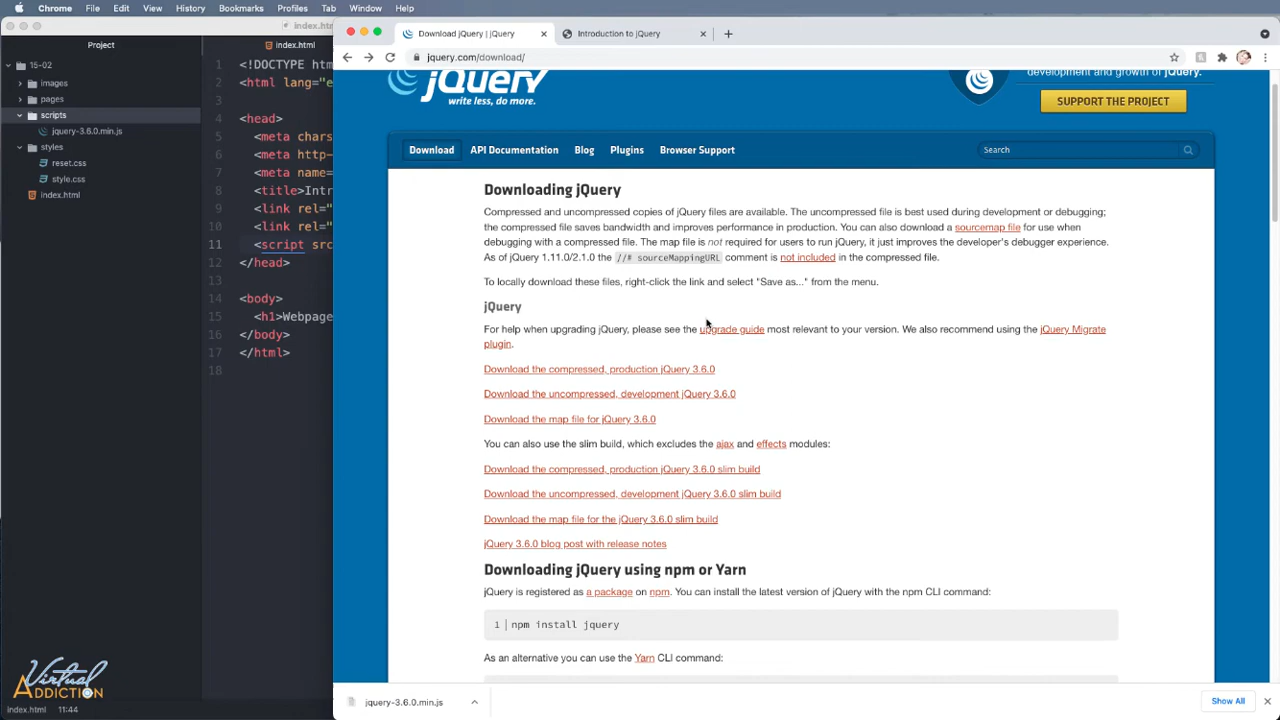 Chrome File Edit View History Bookmarks
Window Help
index.html
Project
15-02
images
pages
scripts
jquery-3.6.0.min.js
styles
reset.css
style.css
index.html
index.html
1 <!DOCTYPE htm
2 <html lang="e
3
4 <head>
5 <meta chars
6 <meta http-
7 <meta name=
8 <title>Intr
9 <link rel="
10 <link rel="
11 <script src
12 </head>
13
14 <body>
15 <h1>Webpage
16 </body>
17 </html>
18
Virtual
ADDICTION
index.html 11:44
Download jQuery | jQuery
Introduction to jQuery
jquery.com/download/
jQuery
write less, do more.
development and growth of jQuery.
SUPPORT THE PROJECT
Download API Documentation Blog Plugins Browser Support
Search
Downloading jQuery
Compressed and uncompressed copies of jQuery files are available. The uncompressed file is best used during development or debugging;
the compressed file saves bandwidth and improves performance in production. You can also download a sourcemap file for use when
debugging with a compressed file. The map file is not required for users to run jQuery, it just improves the developer's debugger experience.
As of jQuery 1.11.0/2.1.0 the //# sourceMappingURL comment is not included in the compressed file.
To locally download these files, right-click the link and select "Save as..." from the menu.
jQuery
For help when upgrading jQuery, please see the upgrade guide most relevant to your version. We also recommend using the jQuery Migrate
plugin.
Download the compressed, production jQuery 3.6.0
Download the uncompressed, development jQuery 3.6.0
Download the map file for jQuery 3.6.0
You can also use the slim build, which excludes the ajax and effects modules:
Download the compressed, production jQuery 3.6.0 slim build
Download the uncompressed, development jQuery 3.6.0 slim build
Download the map file for the jQuery 3.6.0 slim build
jQuery 3.6.0 blog post with release notes
Downloading jQuery using npm or Yarn
jQuery is registered as a package on npm. You can install the latest version of jQuery with the npm CLI command:
1 npm install jquery
As an alternative you can use the Yarn CLI command:
jquery-3.6.0.min.js
Show All